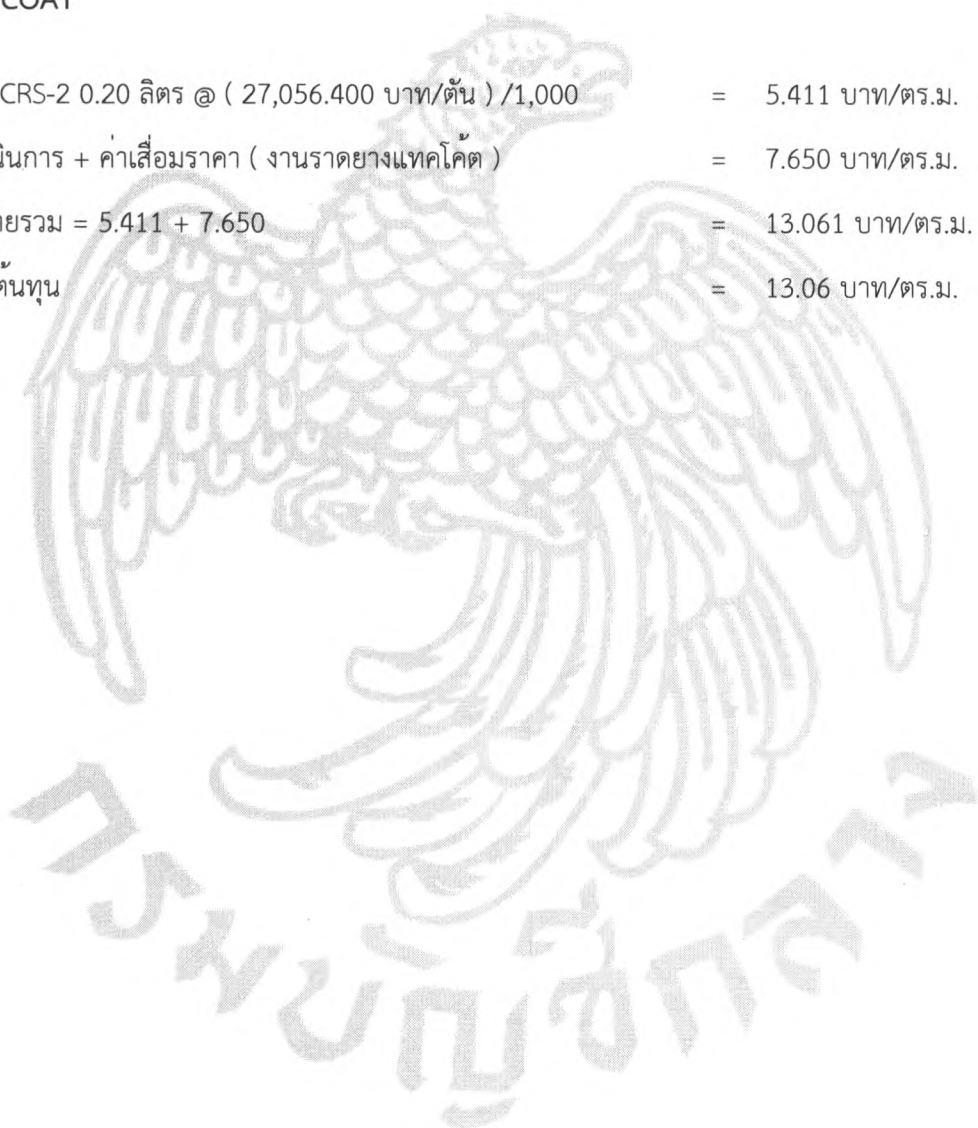 COAT
CRS-2 0.20 ลิตร @ ( 27,056.400 บาท/ตัน ) /1,000 = 5.411 บาท/ตร.ม.
นินการ + ค่าเสื่อมราคา ( งานราดยางแทคโค้ต ) = 7.650 บาท/ตร.ม.
ายรวม = 5.411 + 7.650 = 13.061 บาท/ตร.ม.
ต้นทุน = 13.06 บาท/ตร.ม.
กรมบัญชีกลาง